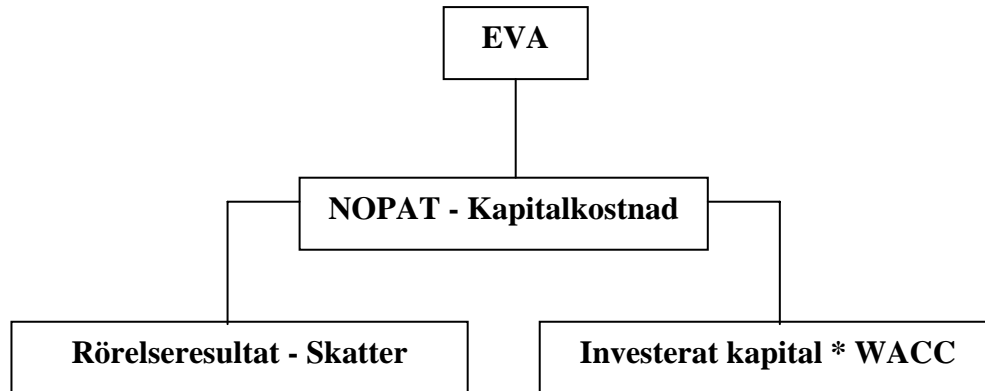 EVA
NOPAT - Kapitalkostnad
Rörelseresultat - Skatter
Investerat kapital * WACC